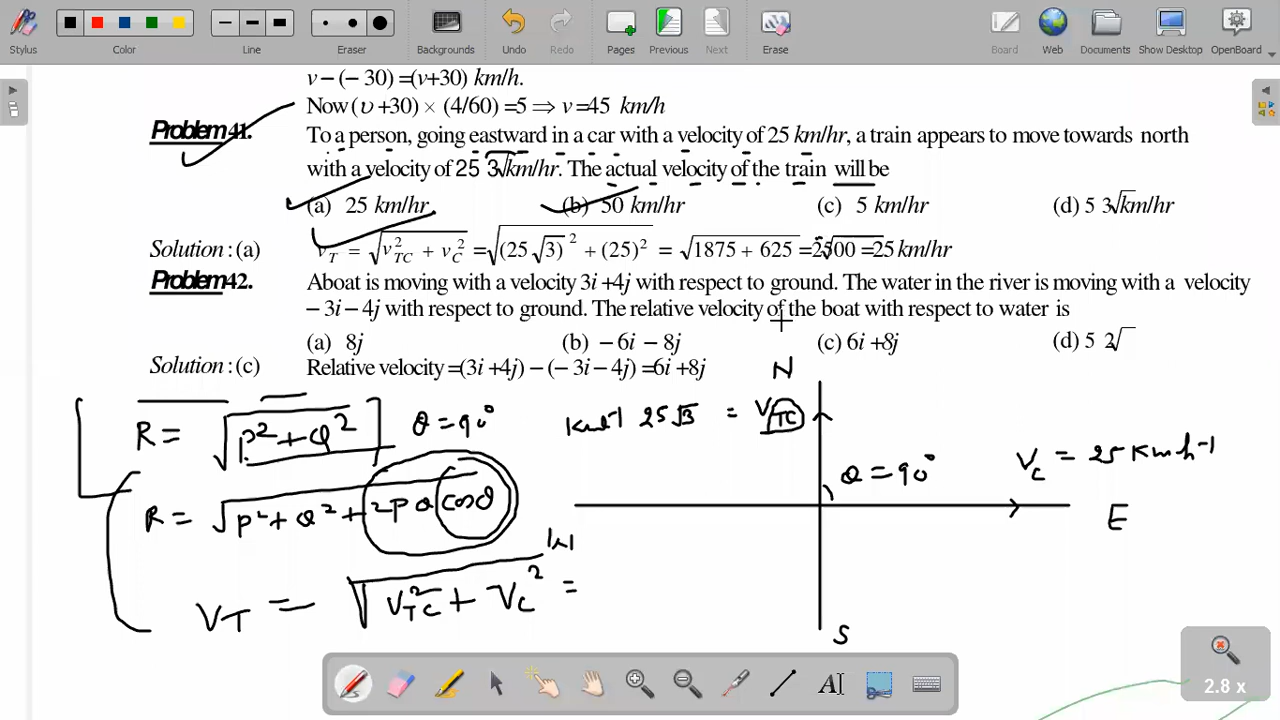 Stylus Color Line Eraser Backgrounds Undo Redo Pages Previous Next Erase Board Web Documents Show Desktop OpenBoard
v – (– 30) =(v+30) km/h.
Now (υ +30) × (4/60) =5 ⇒ v =45 km/h
Problem 41. To a person, going eastward in a car with a velocity of 25 km/hr, a train appears to move towards north
with a velocity of 25 3√km/hr. The actual velocity of the train will be
(a) 25 km/hr (b) 50 km/hr (c) 5 km/hr (d) 5 3√km/hr
Solution : (a) v_T = √v²_TC + v_C² = √(25 √3)² + (25)² = √1875 + 625 = 2√500 = 25 km/hr
Problem 42. Aboat is moving with a velocity 3i +4j with respect to ground. The water in the river is moving with a velocity
– 3i – 4j with respect to ground. The relative velocity of the boat with respect to water is
(a) 8j (b) – 6i – 8j (c) 6i +8j (d) 5 2√
Solution : (c) Relative velocity =(3i +4j) – (– 3i – 4j) =6i +8j
N
R = √P² + Q² θ = 90° Kmh⁻¹ 25√3 = V_TC
θ = 90° V_C = 25 Kmh⁻¹
R = √P² + Q² + 2PQ cosθ
E
W
V_T = √V_TC² + V_C² =
S
2.8 x